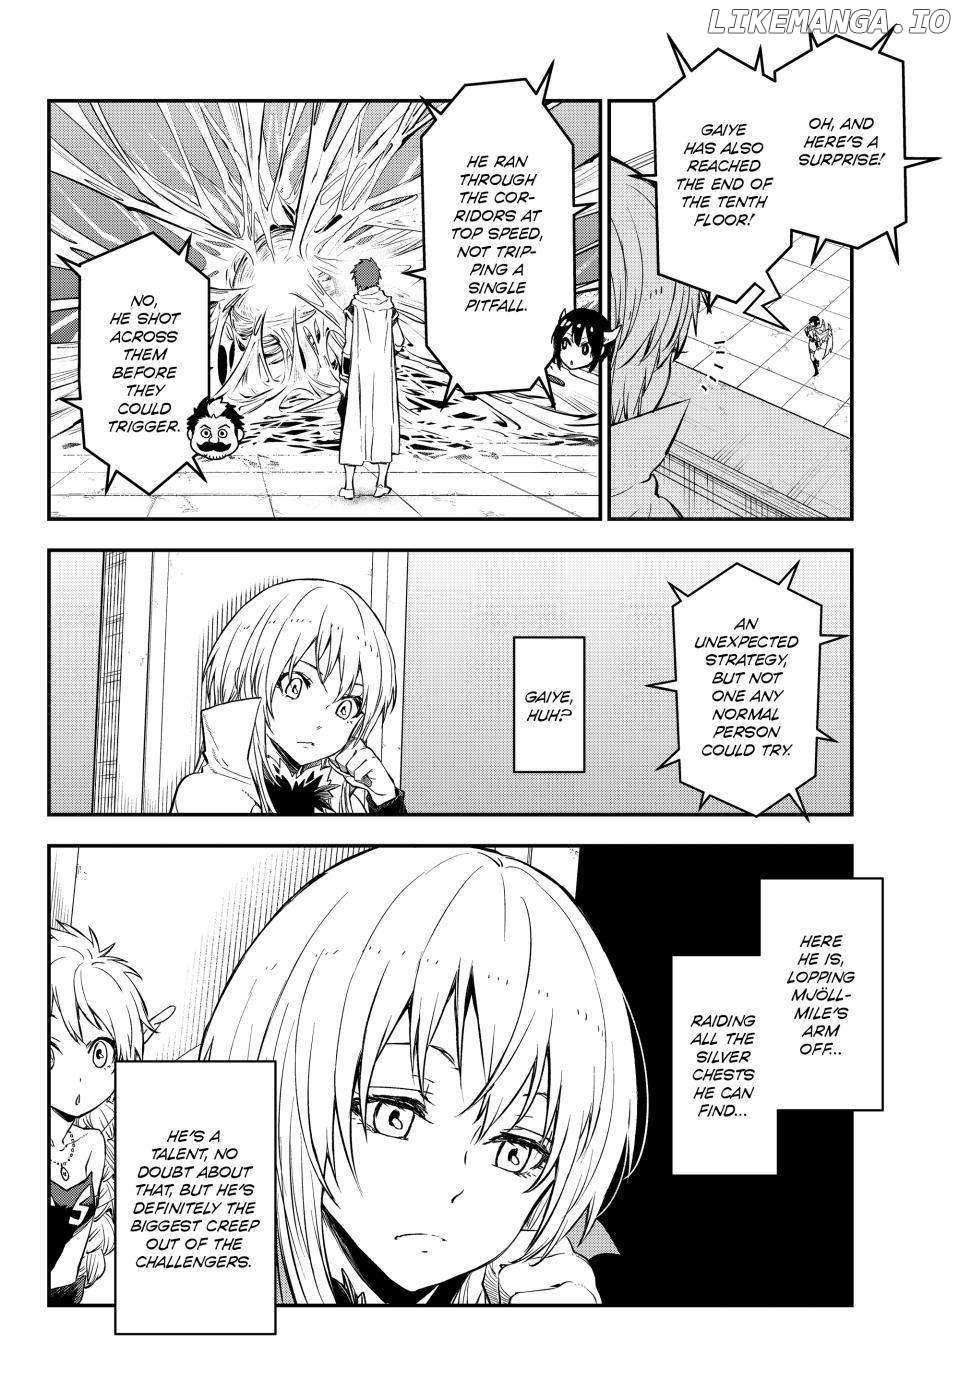 LIKEMANGA.IO
OH, AND
HERE'S A
SURPRISE!
GAIYE
HAS ALSO
REACHED
THE END OF
THE TENTH
FLOOR!
HE RAN
THROUGH
THE COR-
RIDORS AT
TOP SPEED,
NOT TRIP-
PING A
SINGLE
PITFALL.
NO,
HE SHOT
ACROSS
THEM
BEFORE
THEY
COULD
TRIGGER.
AN
UNEXPECTED
STRATEGY,
BUT NOT
ONE ANY
NORMAL
PERSON
COULD TRY.
GAIYE,
HUH?
HERE
HE IS,
LOPPING
MJÖLL-
MILE'S
ARM
OFF...
RAIDING
ALL THE
SILVER
CHESTS
HE CAN
FIND...
HE'S A
TALENT, NO
DOUBT ABOUT
THAT, BUT HE'S
DEFINITELY THE
BIGGEST CREEP
OUT OF THE
CHALLENGERS.